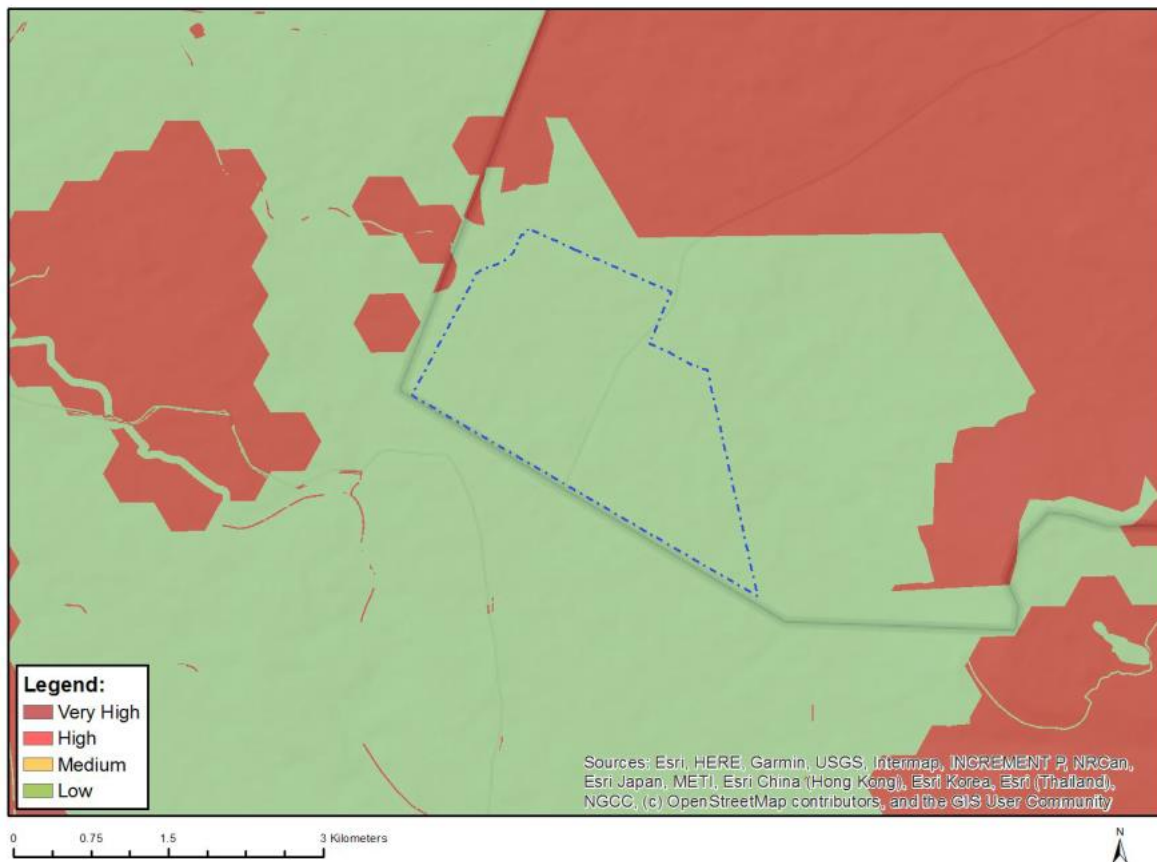 Legend:
Very High
High
Medium
Low
Sources: Esri, HERE, Garmin, USGS, Intermap, INCREMENT P, NRCan,
Esri Japan, METI, Esri China (Hong Kong), Esri Korea, Esri (Thailand),
NGCC, (c) OpenStreetMap contributors, and the GIS User Community
0 0.75 1.5 3 Kilometers
N